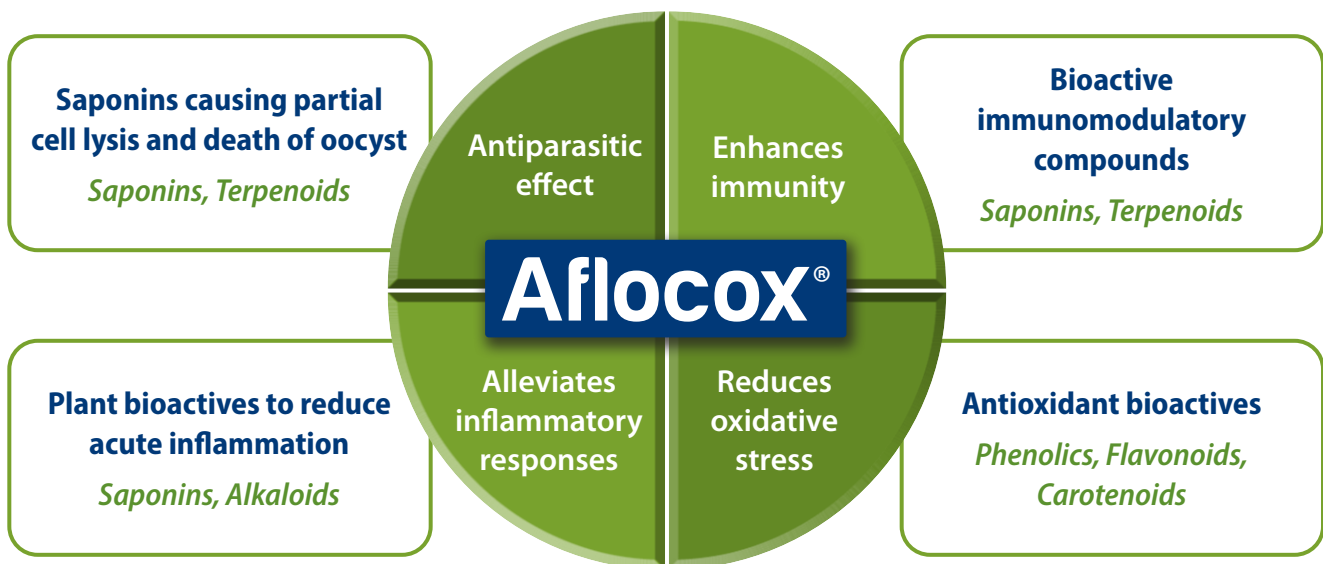 Saponins causing partial
cell lysis and death of oocyst
Saponins, Terpenoids
Antiparasitic
effect
Enhances
immunity
Bioactive
immunomodulatory
compounds
Saponins, Terpenoids
Aflocox®
Plant bioactives to reduce
acute inflammation
Saponins, Alkaloids
Alleviates
inflammatory
responses
Reduces
oxidative
stress
Antioxidant bioactives
Phenolics, Flavonoids,
Carotenoids